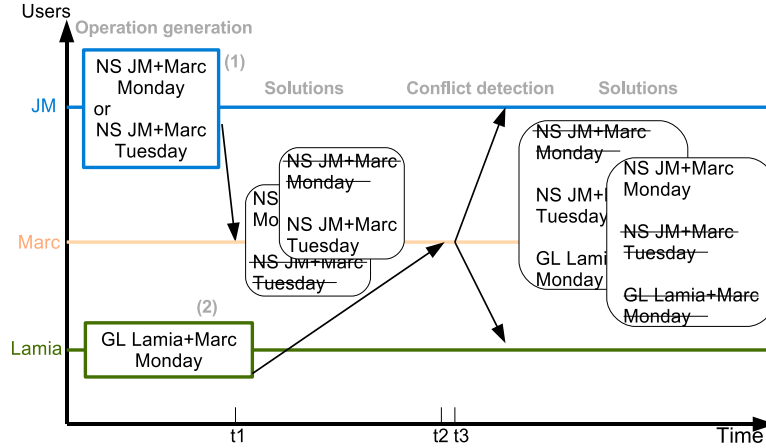 Users
Operation generation
(1)
NS JM+Marc
Monday
or
NS JM+Marc
Tuesday
JM
Solutions
Conflict detection
Solutions
NS JM+Marc
Monday
NS JM+Marc
Tuesday
NS
Mo
NS JM+Marc
Tuesday
NS JM+Marc
Monday
NS JM+
Tuesday
GL Lamia
Monday
NS JM+Marc
Monday
NS JM+Marc
Tuesday
GL Lamia+Marc
Monday
Marc
(2)
GL Lamia+Marc
Monday
Lamia
t1
t2
t3
Time